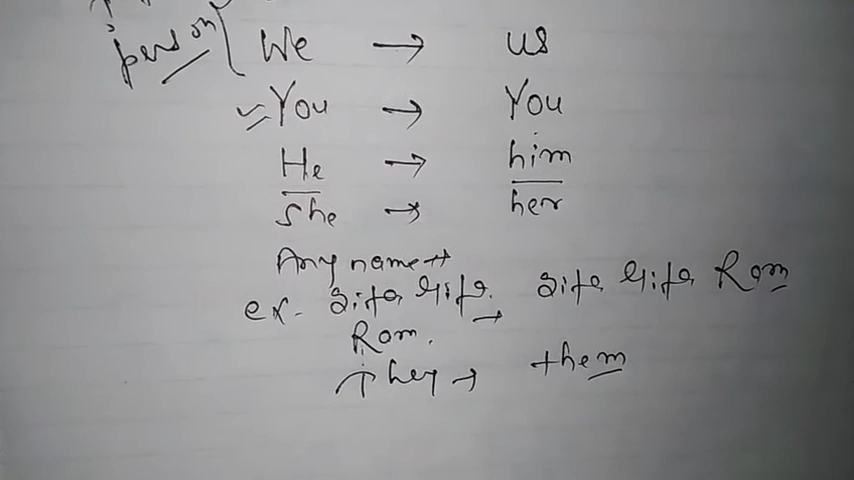 person { We → us
You → You
He → him
She → her
Any name →
ex. Sita Gita. → Sita Gita Ram
Ram.
They → them